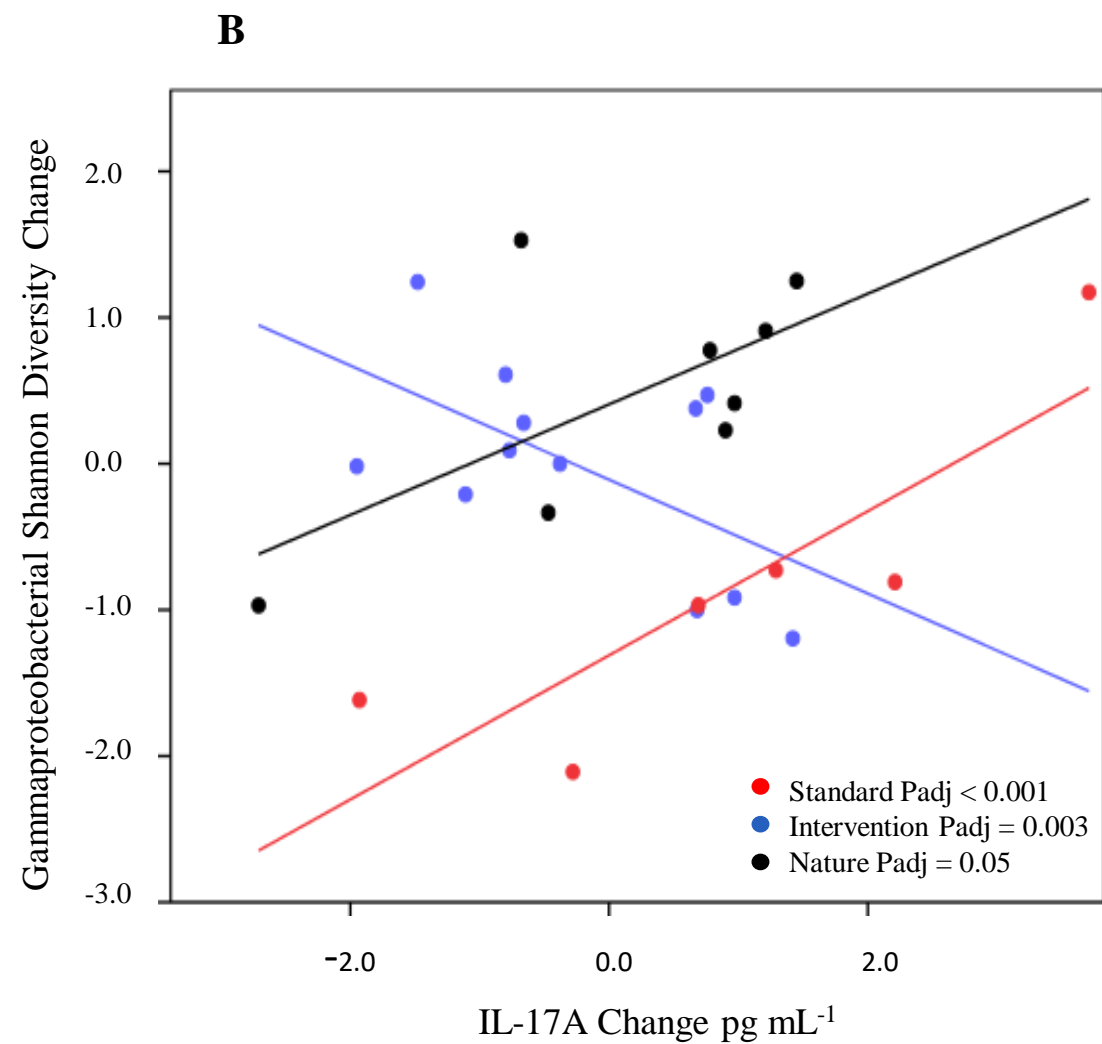 B
Gammaproteobacterial Shannon Diversity Change
2.0
1.0
0.0
-1.0
-2.0
-3.0
Standard Padj < 0.001
Intervention Padj = 0.003
Nature Padj = 0.05
−2.0 0.0 2.0
IL-17A Change pg mL⁻¹